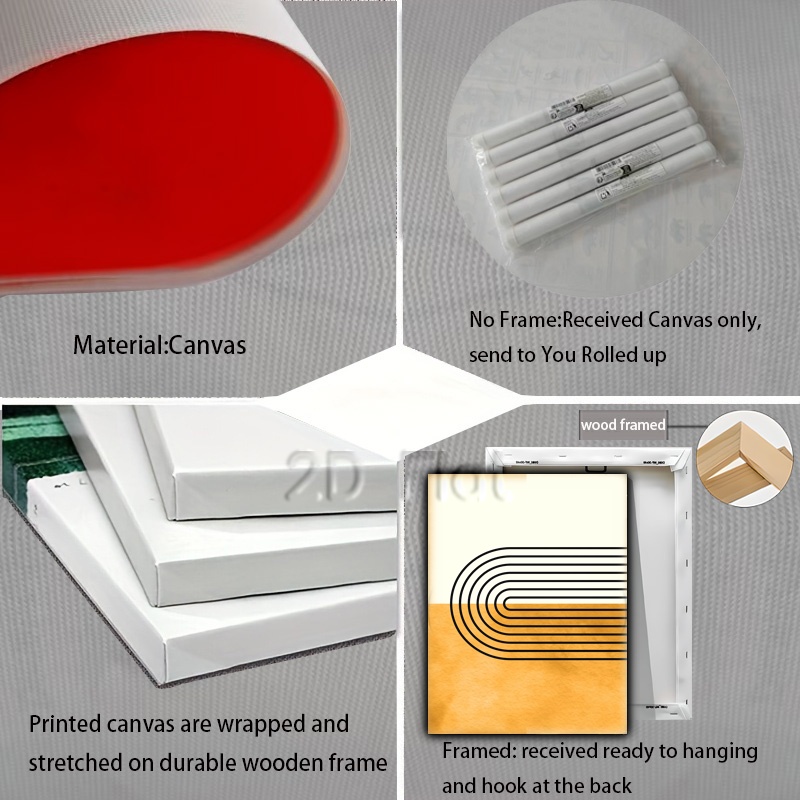 Material:Canvas
No Frame:Received Canvas only,
send to You Rolled up
2D Flat
wood framed
Printed canvas are wrapped and
stretched on durable wooden frame
Framed: received ready to hanging
and hook at the back